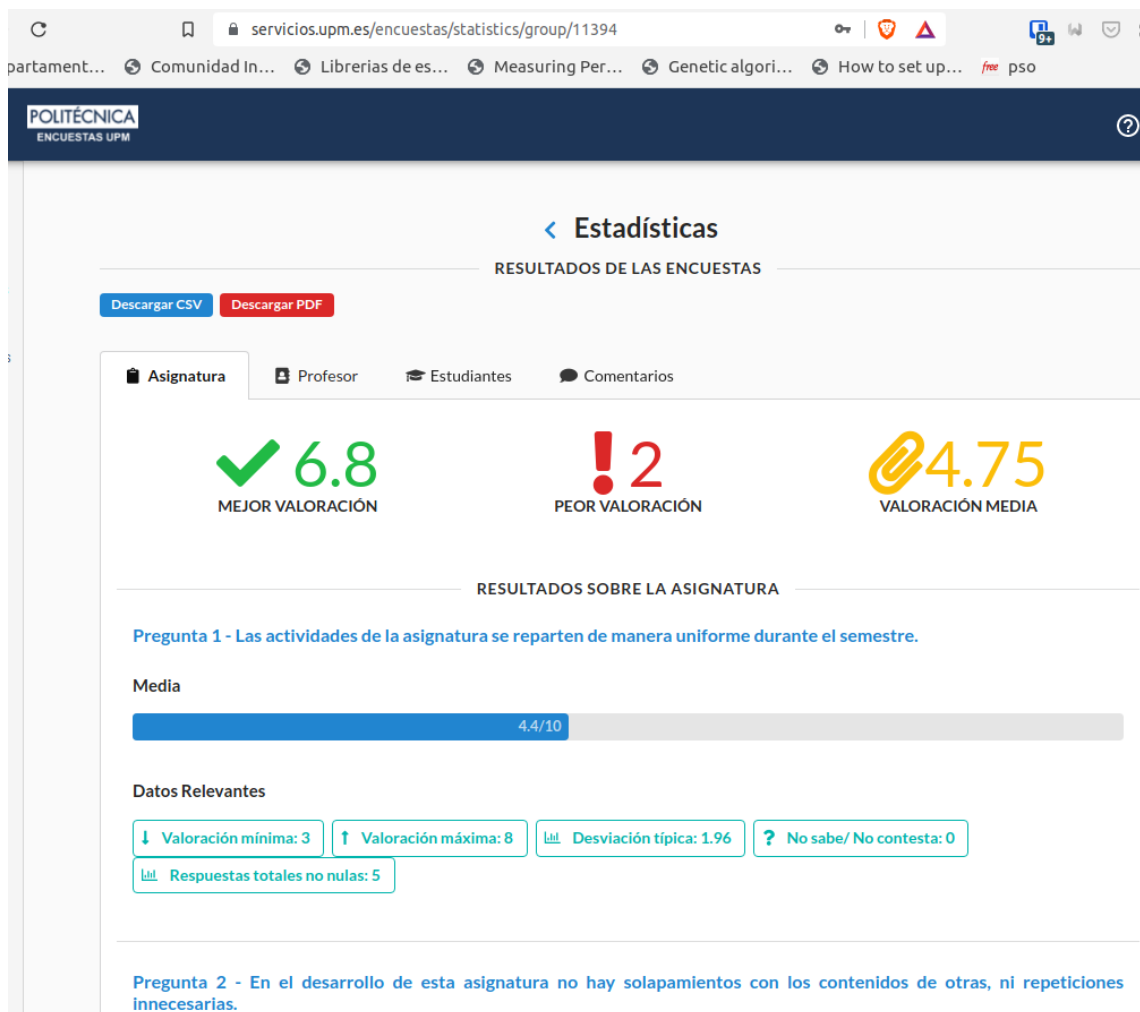 servicios.upm.es/encuestas/statistics/group/11394
9+
partament... Comunidad In... Librerias de es... Measuring Per... Genetic algori... How to set up... free pso
POLITÉCNICA
ENCUESTAS UPM
?
Estadísticas
RESULTADOS DE LAS ENCUESTAS
Descargar CSV Descargar PDF
s
Asignatura Profesor Estudiantes Comentarios
6.8 2 4.75
MEJOR VALORACIÓN PEOR VALORACIÓN VALORACIÓN MEDIA
RESULTADOS SOBRE LA ASIGNATURA
Pregunta 1 - Las actividades de la asignatura se reparten de manera uniforme durante el semestre.
Media
4.4/10
Datos Relevantes
Valoración mínima: 3 Valoración máxima: 8 Desviación típica: 1.96 ? No sabe/ No contesta: 0
Respuestas totales no nulas: 5
Pregunta 2 - En el desarrollo de esta asignatura no hay solapamientos con los contenidos de otras, ni repeticiones
innecesarias.